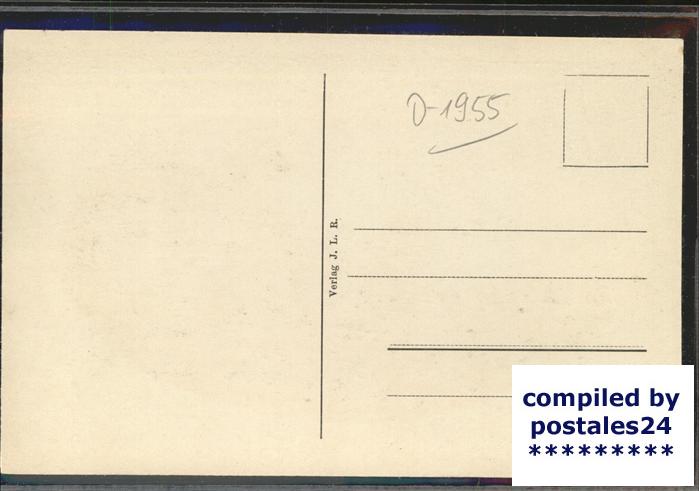 D-1955
Verlag J. L. R.
compiled by
postales24
*********